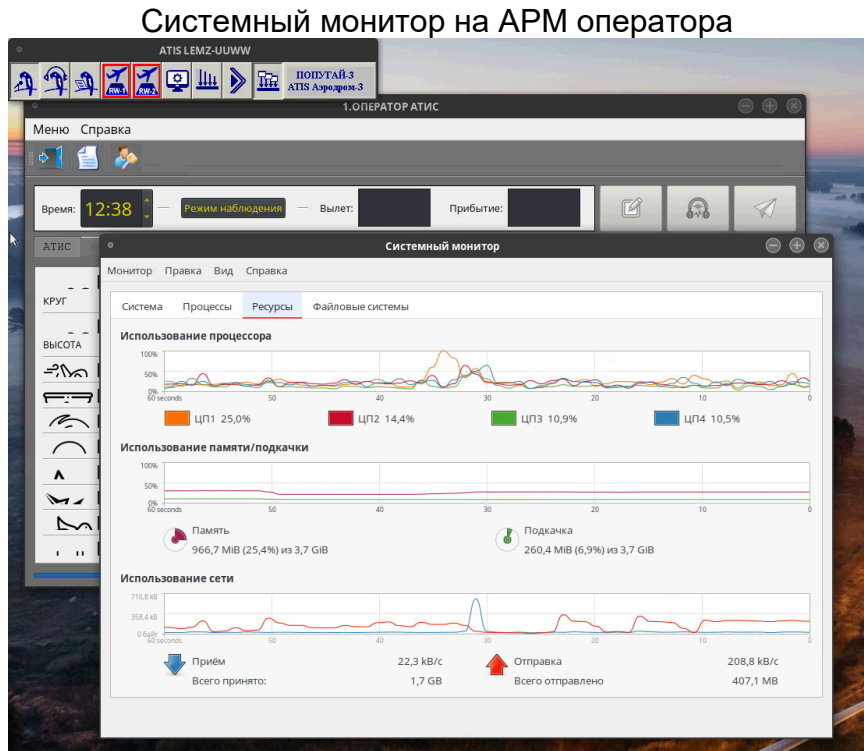 Системный монитор на АРМ оператора
ATIS LEMZ-UUWW
RW-1 RW-2 ПОПУГАЙ-3
ATIS Аэродром-3
1.ОПЕРАТОР АТИС
Меню Справка
Время: 12:38 Режим наблюдения Вылет: Прибытие:
АТИС
Системный монитор
Монитор Правка Вид Справка
Система Процессы Ресурсы Файловые системы
КРУГ
ВЫСОТА
Использование процессора
100%
50%
0%
60 seconds 50 40 30 20 10 0
ЦП1 25,0% ЦП2 14,4% ЦП3 10,9% ЦП4 10,5%
Использование памяти/подкачки
100%
50%
0%
60 seconds 50 40 30 20 10 0
Память Подкачка
966,7 MiB (25,4%) из 3,7 GiB 260,4 MiB (6,9%) из 3,7 GiB
Использование сети
716,8 kB
358,4 kB
0 байт
60 seconds 50 40 30 20 10 0
Приём 22,3 kB/с Отправка 208,8 kB/с
Всего принято: 1,7 GB Всего отправлено 407,1 MB